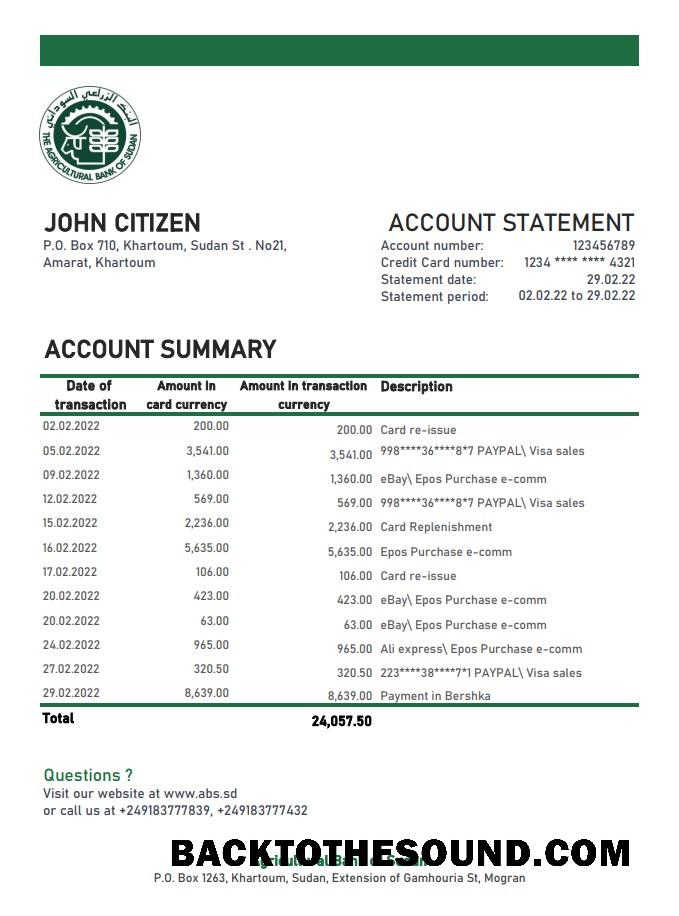 البنك الزراعي السوداني
THE AGRICULTURAL BANK OF SUDAN
JOHN CITIZEN
P.O. Box 710, Khartoum, Sudan St . No21,
Amarat, Khartoum
ACCOUNT STATEMENT
Account number: 123456789
Credit Card number: 1234 **** **** 4321
Statement date: 29.02.22
Statement period: 02.02.22 to 29.02.22
ACCOUNT SUMMARY
Date of transaction Amount in card currency Amount in transaction currency Description
02.02.2022 200.00 200.00 Card re-issue
05.02.2022 3,541.00 3,541.00 998****36****8*7 PAYPAL\ Visa sales
09.02.2022 1,360.00 1,360.00 eBay\ Epos Purchase e-comm
12.02.2022 569.00 569.00 998****36****8*7 PAYPAL\ Visa sales
15.02.2022 2,236.00 2,236.00 Card Replenishment
16.02.2022 5,635.00 5,635.00 Epos Purchase e-comm
17.02.2022 106.00 106.00 Card re-issue
20.02.2022 423.00 423.00 eBay\ Epos Purchase e-comm
20.02.2022 63.00 63.00 eBay\ Epos Purchase e-comm
24.02.2022 965.00 965.00 Ali express\ Epos Purchase e-comm
27.02.2022 320.50 320.50 223****38****7*1 PAYPAL\ Visa sales
29.02.2022 8,639.00 8,639.00 Payment in Bershka
Total 24,057.50
Questions ?
Visit our website at www.abs.sd
or call us at +249183777839, +249183777432
BACKTOTHESOUND.COM
P.O. Box 1263, Khartoum, Sudan, Extension of Gamhouria St, Mogran